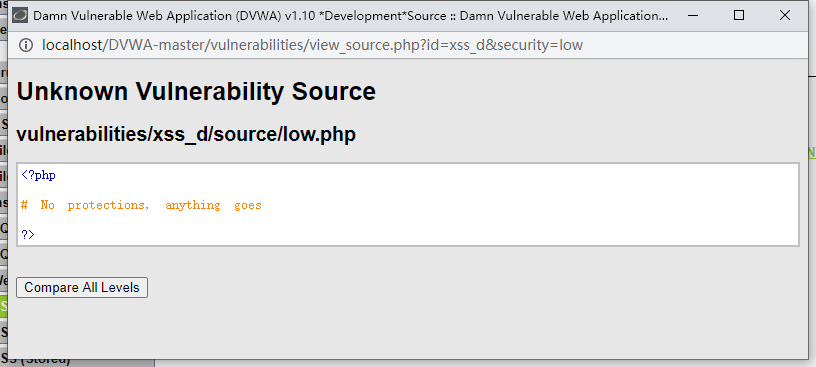 Damn Vulnerable Web Application (DVWA) v1.10 *Development*Source :: Damn Vulnerable Web Application...
localhost/DVWA-master/vulnerabilities/view_source.php?id=xss_d&security=low
Unknown Vulnerability Source
vulnerabilities/xss_d/source/low.php
<?php
# No protections, anything goes
?>
Compare All Levels
SS (Stored)